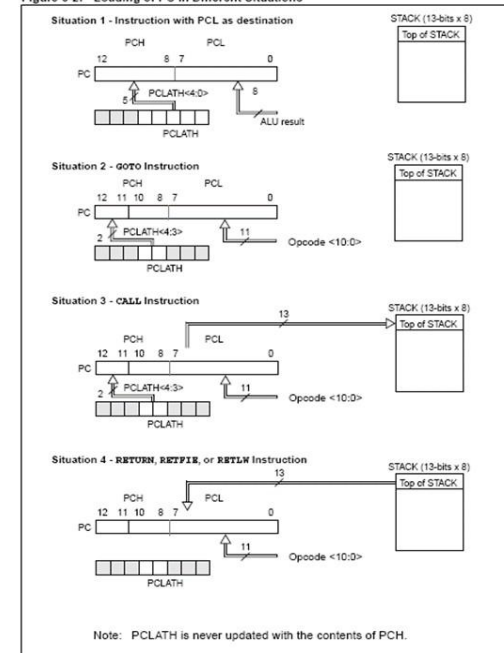 Figure 6-2: Loading of PC In Different Situations
Situation 1 - Instruction with PCL as destination
STACK (13-bits x 8)
Top of STACK
PCH PCL
12 8 7 0
PC
5 PCLATH<4:0> 8
ALU result
PCLATH
Situation 2 - GOTO Instruction
STACK (13-bits x 8)
Top of STACK
PCH PCL
12 11 10 8 7 0
PC
2 PCLATH<4:3> 11
Opcode <10:0>
PCLATH
Situation 3 - CALL Instruction
STACK (13-bits x 8)
13
Top of STACK
PCH PCL
12 11 10 8 7 0
PC
2 PCLATH<4:3> 11
Opcode <10:0>
PCLATH
Situation 4 - RETURN, RETFIE, or RETLW Instruction
STACK (13-bits x 8)
13
Top of STACK
PCH PCL
12 11 10 8 7 0
PC
11
Opcode <10:0>
PCLATH
Note: PCLATH is never updated with the contents of PCH.